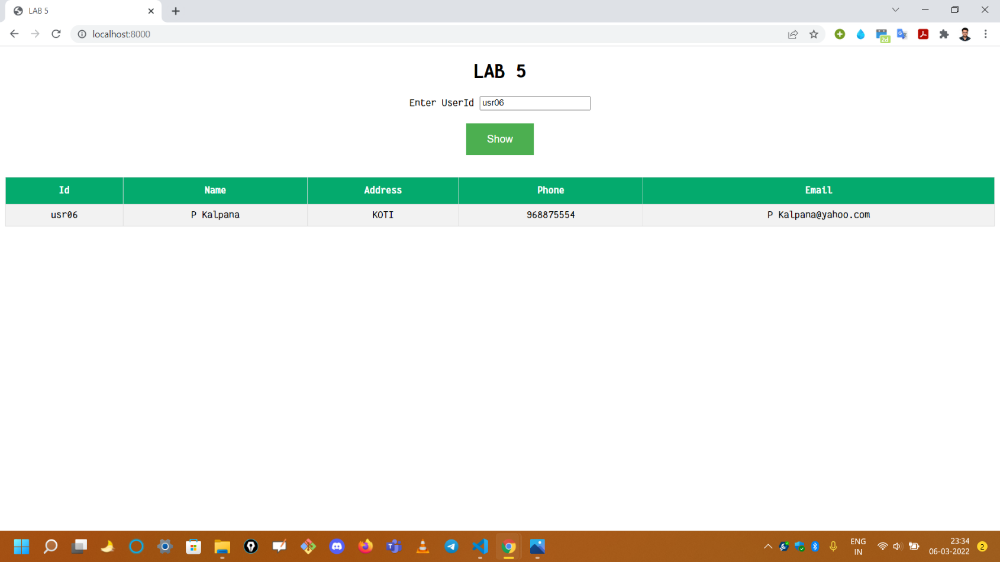 LAB 5
localhost:8000
2d
LAB 5
Enter UserId usr06
Show
Id Name Address Phone Email
usr06 P Kalpana KOTI 968875554 P Kalpana@yahoo.com
ENG 23:34
IN 06-03-2022 2